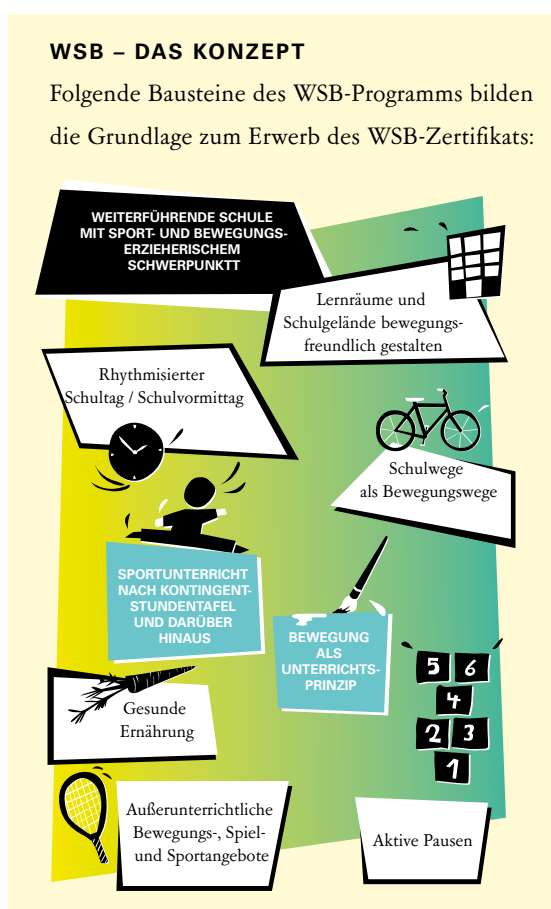 WSB – DAS KONZEPT
Folgende Bausteine des WSB-Programms bilden
die Grundlage zum Erwerb des WSB-Zertifikats:
WEITERFÜHRENDE SCHULE
MIT SPORT- UND BEWEGUNGS-
ERZIEHERISCHEM
SCHWERPUNKTT
Lernräume und
Schulgelände bewegungs-
freundlich gestalten
Rhythmisierter
Schultag / Schulvormittag
Schulwege
als Bewegungswege
SPORTUNTERRICHT
NACH KONTINGENT-
STUNDENTAFEL
UND DARÜBER
HINAUS
BEWEGUNG
ALS
UNTERRICHTS-
PRINZIP
5 6
4
2 3
1
Gesunde
Ernährung
Außerunterrichtliche
Bewegungs-, Spiel-
und Sportangebote
Aktive Pausen